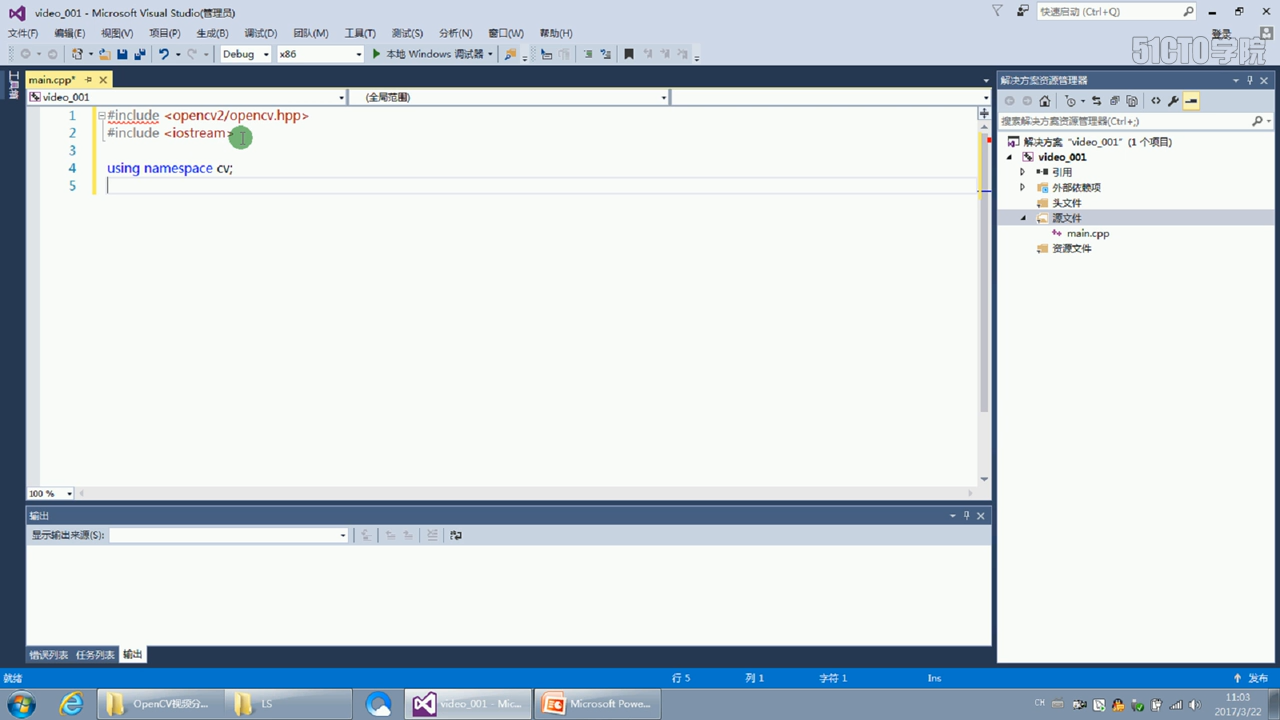 video_001 - Microsoft Visual Studio(管理员)
快速启动 (Ctrl+Q)
文件(F) 编辑(E) 视图(V) 项目(P) 生成(B) 调试(D) 团队(M) 工具(T) 测试(S) 分析(N) 窗口(W) 帮助(H)
登录
51CTO学院
Debug x86 本地 Windows 调试器
工具箱
main.cpp*
video_001 (全局范围)
1 #include <opencv2/opencv.hpp>
2 #include <iostream>
3
4 using namespace cv;
5
100 %
解决方案资源管理器
搜索解决方案资源管理器(Ctrl+;)
解决方案 "video_001" (1 个项目)
video_001
引用
外部依赖项
头文件
源文件
main.cpp
资源文件
输出
显示输出来源(S):
错误列表 任务列表 输出
就绪 行 5 列 1 字符 1 Ins 发布
OpenCV视频分... LS video_001 - Mic... Microsoft Powe...
CH
11:03
2017/3/22